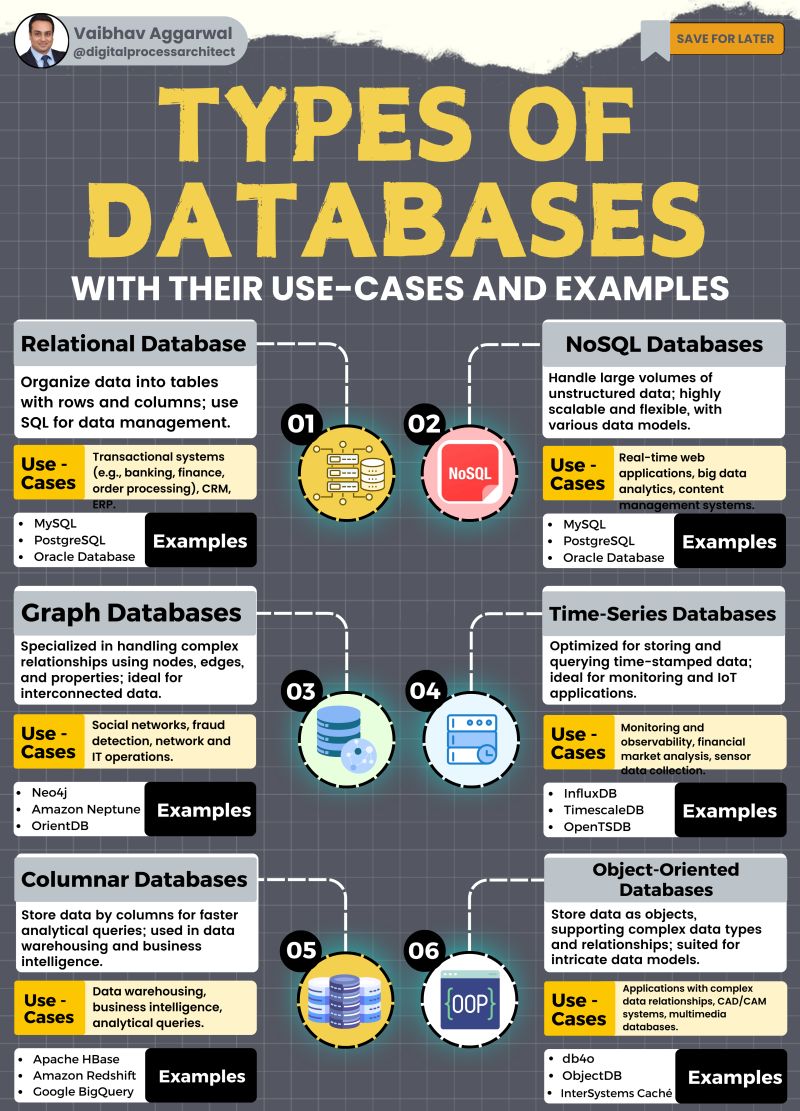 Vaibhav Aggarwal
@digitalprocessarchitect
SAVE FOR LATER
TYPES OF
DATABASES
WITH THEIR USE-CASES AND EXAMPLES
Relational Database
Organize data into tables
with rows and columns; use
SQL for data management.
Use -
Cases
Transactional systems
(e.g., banking, finance,
order processing), CRM,
ERP.
• MySQL
• PostgreSQL
• Oracle Database
Examples
01
NoSQL Databases
Handle large volumes of
unstructured data; highly
scalable and flexible, with
various data models.
Use -
Cases
Real-time web
applications, big data
analytics, content
management systems.
• MySQL
• PostgreSQL
• Oracle Database
Examples
02
NoSQL
Graph Databases
Specialized in handling complex
relationships using nodes, edges,
and properties; ideal for
interconnected data.
Use -
Cases
Social networks, fraud
detection, network and
IT operations.
• Neo4j
• Amazon Neptune
• OrientDB
Examples
03
Time-Series Databases
Optimized for storing and
querying time-stamped data;
ideal for monitoring and IoT
applications.
Use -
Cases
Monitoring and
observability, financial
market analysis, sensor
data collection.
• InfluxDB
• TimescaleDB
• OpenTSDB
Examples
04
Columnar Databases
Store data by columns for faster
analytical queries; used in data
warehousing and business
intelligence.
Use -
Cases
Data warehousing,
business intelligence,
analytical queries.
• Apache HBase
• Amazon Redshift
• Google BigQuery
Examples
05
Object-Oriented
Databases
Store data as objects,
supporting complex data types
and relationships; suited for
intricate data models.
Use -
Cases
Applications with complex
data relationships, CAD/CAM
systems, multimedia
databases.
• db4o
• ObjectDB
• InterSystems Caché
Examples
06
{OOP}